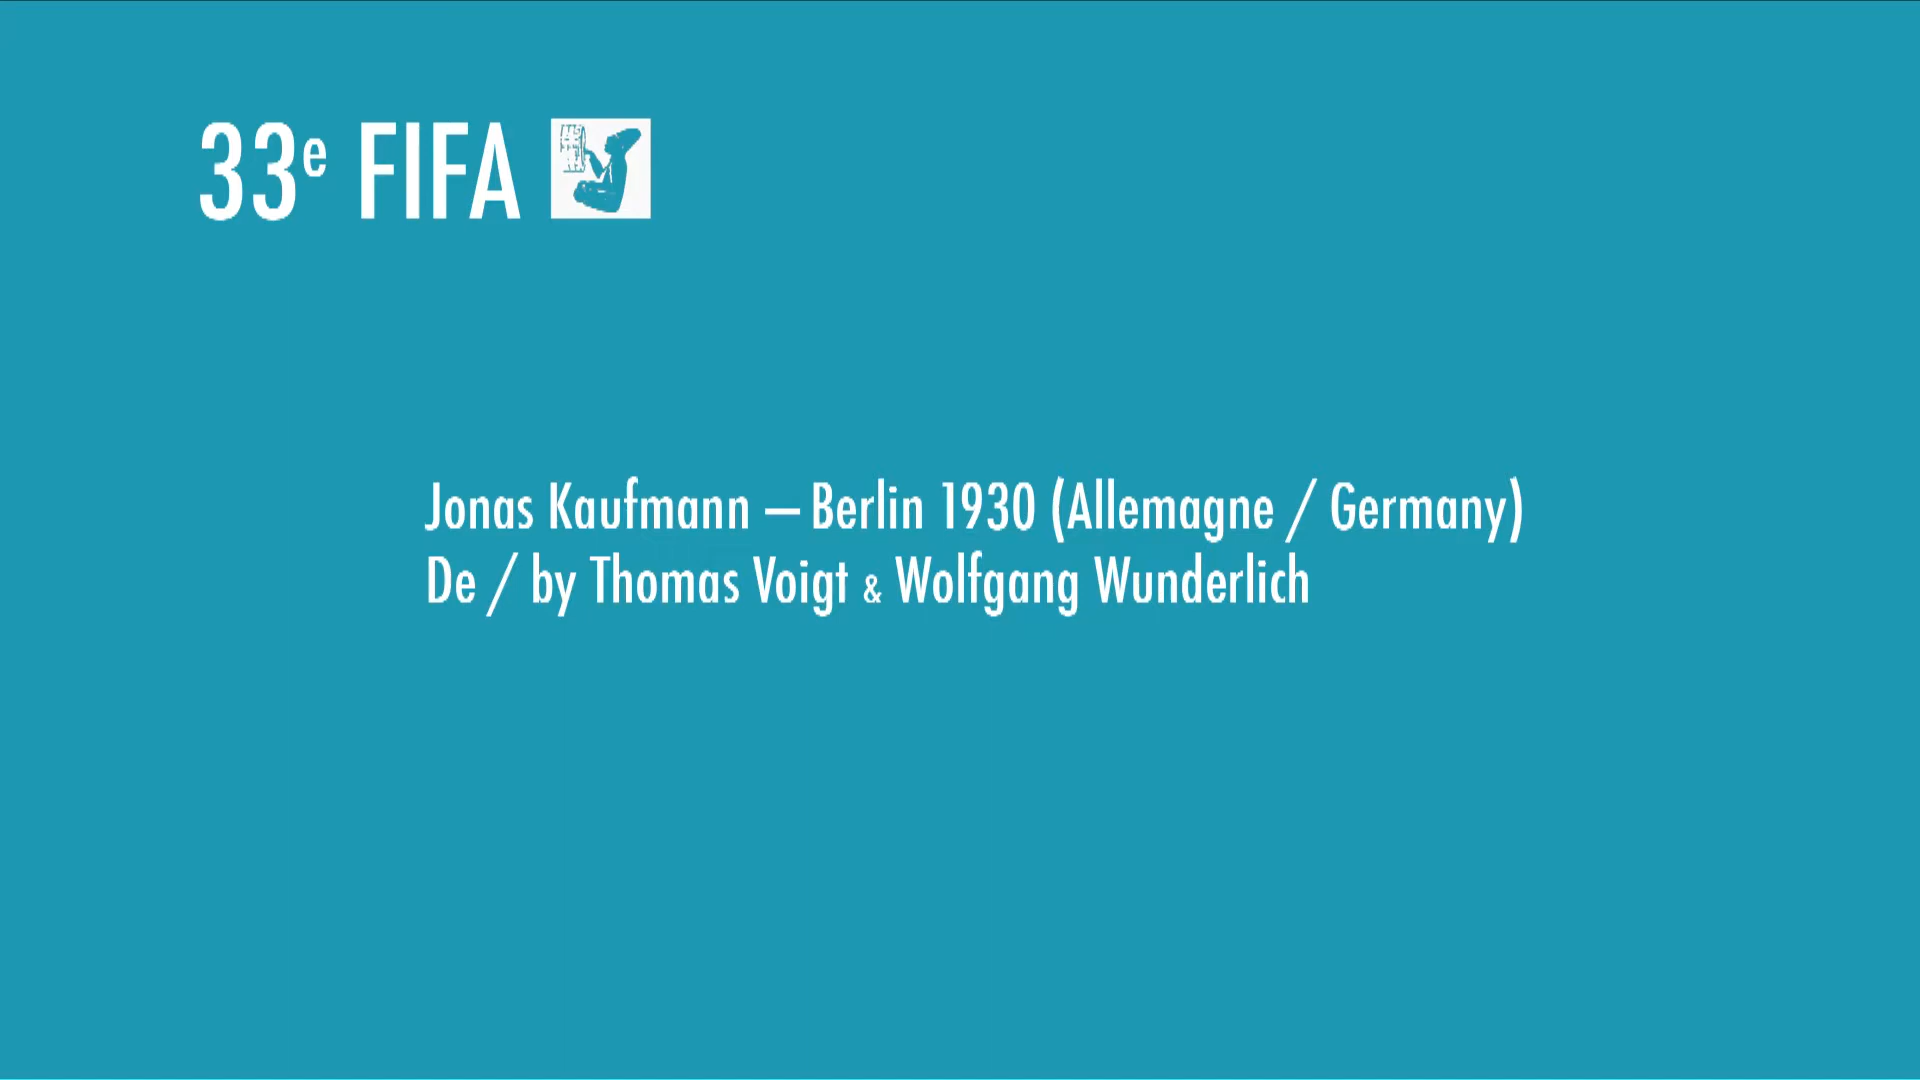 33e FIFA
Jonas Kaufmann – Berlin 1930 (Allemagne / Germany)
De / by Thomas Voigt & Wolfgang Wunderlich